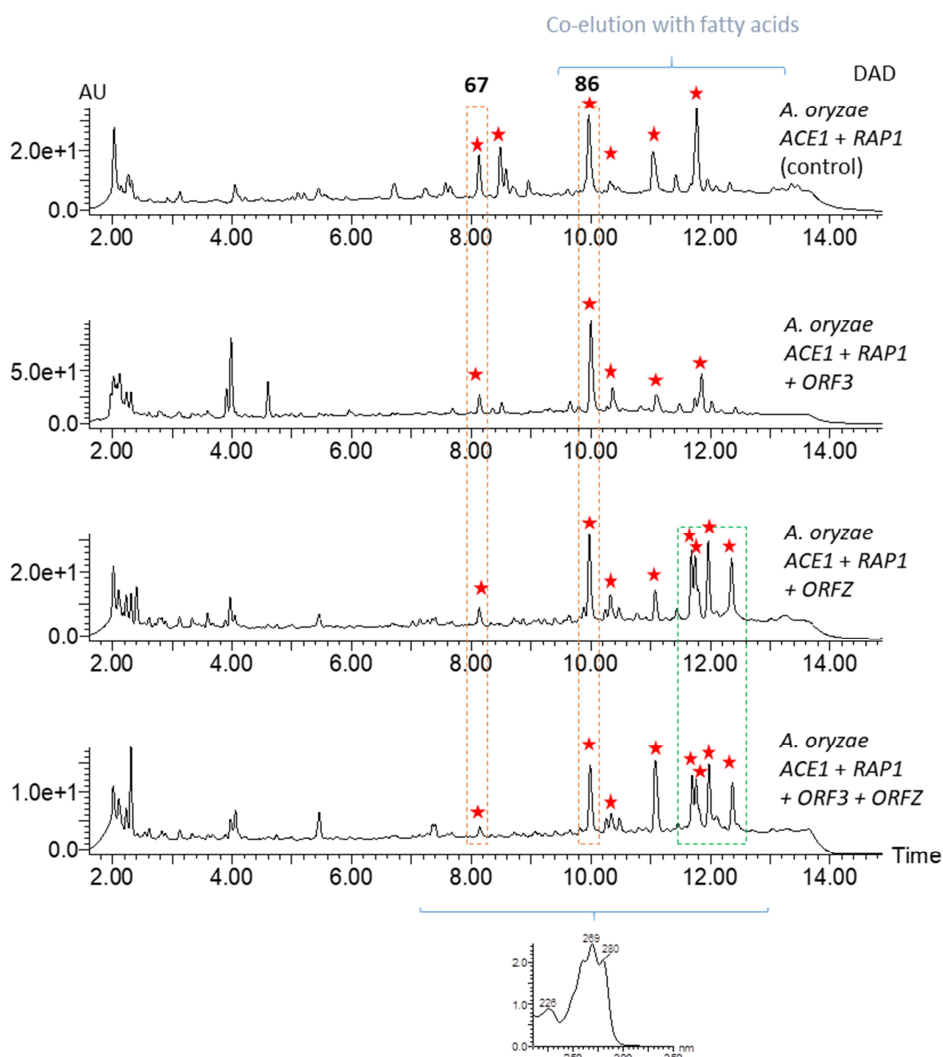 Co-elution with fatty acids
AU
67
86
DAD
A. oryzae
ACE1 + RAP1
(control)
2.0e+1
0.0
2.00 4.00 6.00 8.00 10.00 12.00 14.00
A. oryzae
ACE1 + RAP1
+ ORF3
5.0e+1
0.0
2.00 4.00 6.00 8.00 10.00 12.00 14.00
A. oryzae
ACE1 + RAP1
+ ORFZ
2.0e+1
0.0
2.00 4.00 6.00 8.00 10.00 12.00 14.00
A. oryzae
ACE1 + RAP1
+ ORF3 + ORFZ
1.0e+1
0.0
Time
2.00 4.00 6.00 8.00 10.00 12.00 14.00
269
280
2.0
1.0
226
0.0
nm